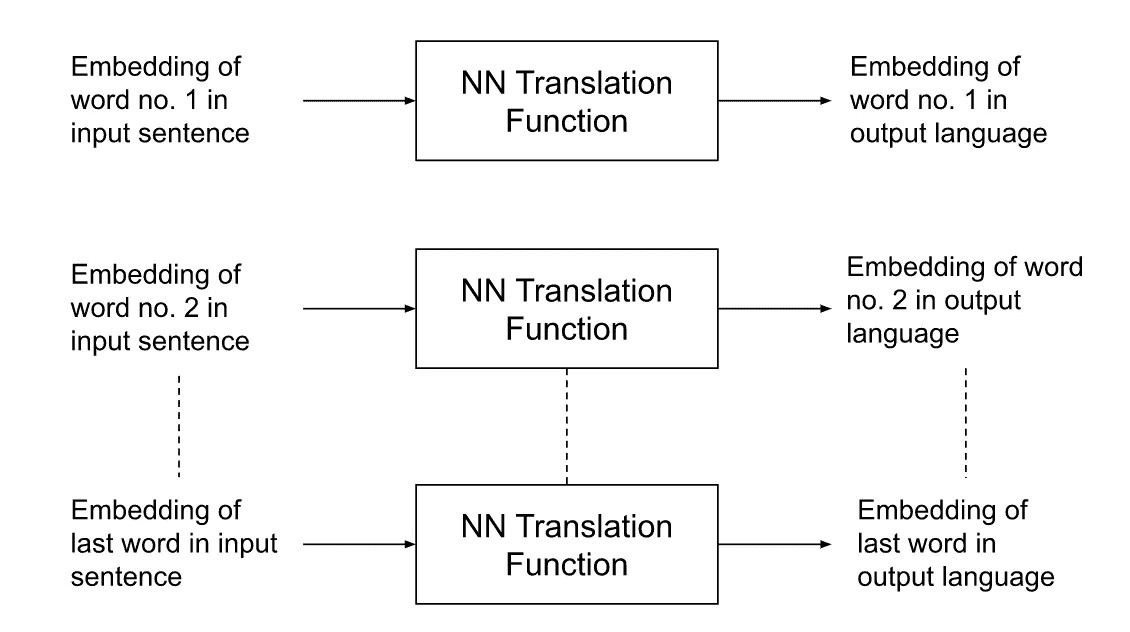 Embedding of
word no. 1 in
input sentence
NN Translation
Function
Embedding of
word no. 1 in
output language
Embedding of
word no. 2 in
input sentence
NN Translation
Function
Embedding of word
no. 2 in output
language
Embedding of
last word in input
sentence
NN Translation
Function
Embedding of
last word in
output language